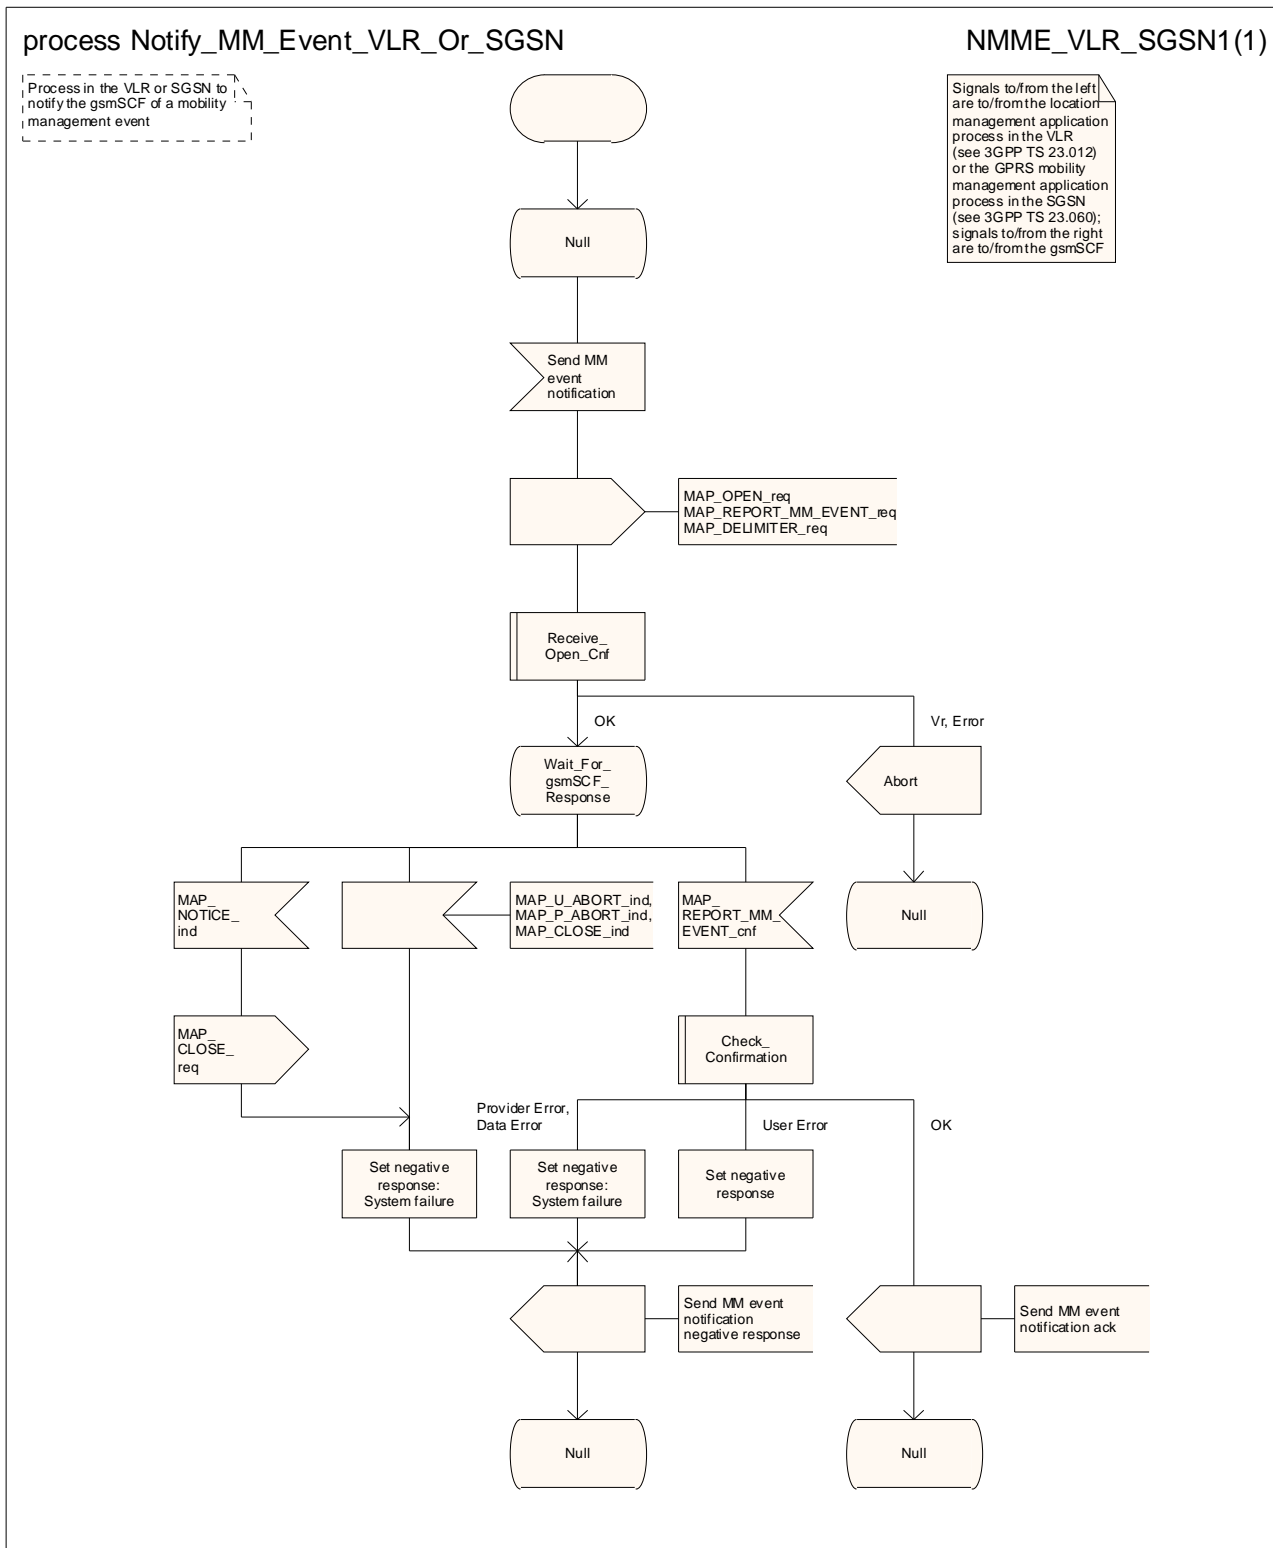 process Notify_MM_Event_VLR_Or_SGSN
NMME_VLR_SGSN1(1)
Process in the VLR or SGSN to
notify the gsmSCF of a mobility
management event
Signals to/from the left
are to/from the location
management application
process in the VLR
(see 3GPP TS 23.012)
or the GPRS mobility
management application
process in the SGSN
(see 3GPP TS 23.060);
signals to/from the right
are to/from the gsmSCF
Null
Send MM
event
notification
MAP_OPEN_req
MAP_REPORT_MM_EVENT_req
MAP_DELIMITER_req
Receive_
Open_Cnf
OK
Vr, Error
Wait_For_
gsmSCF_
Response
Abort
MAP_
NOTICE_
ind
MAP_U_ABORT_ind,
MAP_P_ABORT_ind,
MAP_CLOSE_ind
MAP_
REPORT_MM_
EVENT_cnf
Null
MAP_
CLOSE_
req
Check_
Confirmation
Provider Error,
Data Error
User Error
OK
Set negative
response:
System failure
Set negative
response:
System failure
Set negative
response
Send MM event
notification
negative response
Send MM event
notification ack
Null
Null